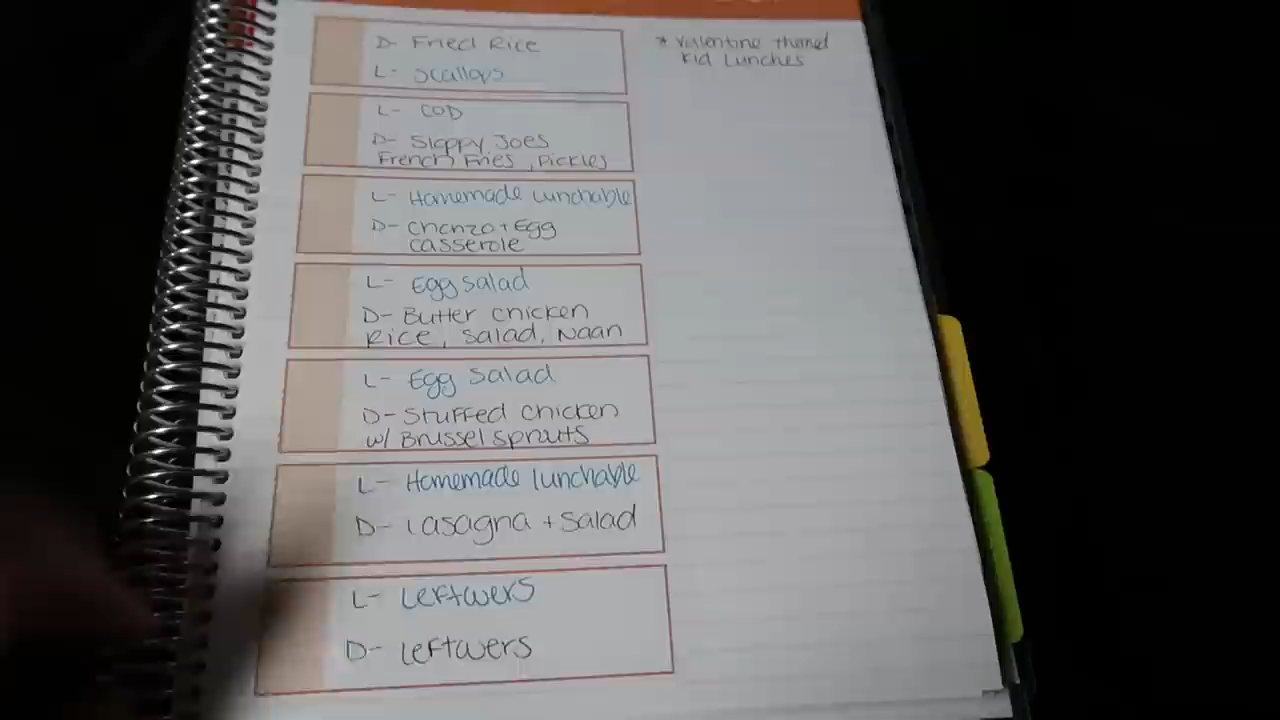 D- Fried Rice
L- Scallops
* Valentine themed
Kid Lunches
L- COD
D- Sloppy Joes
French Fries, Pickles
L- Homemade Lunchable
D- Chorizo + Egg
casserole
L- Egg salad
D- Butter chicken
Rice, salad, Naan
L- Egg salad
D- Stuffed chicken
w/ Brussel sprouts
L- Homemade lunchable
D- Lasagna + Salad
L- Leftovers
D- Leftovers